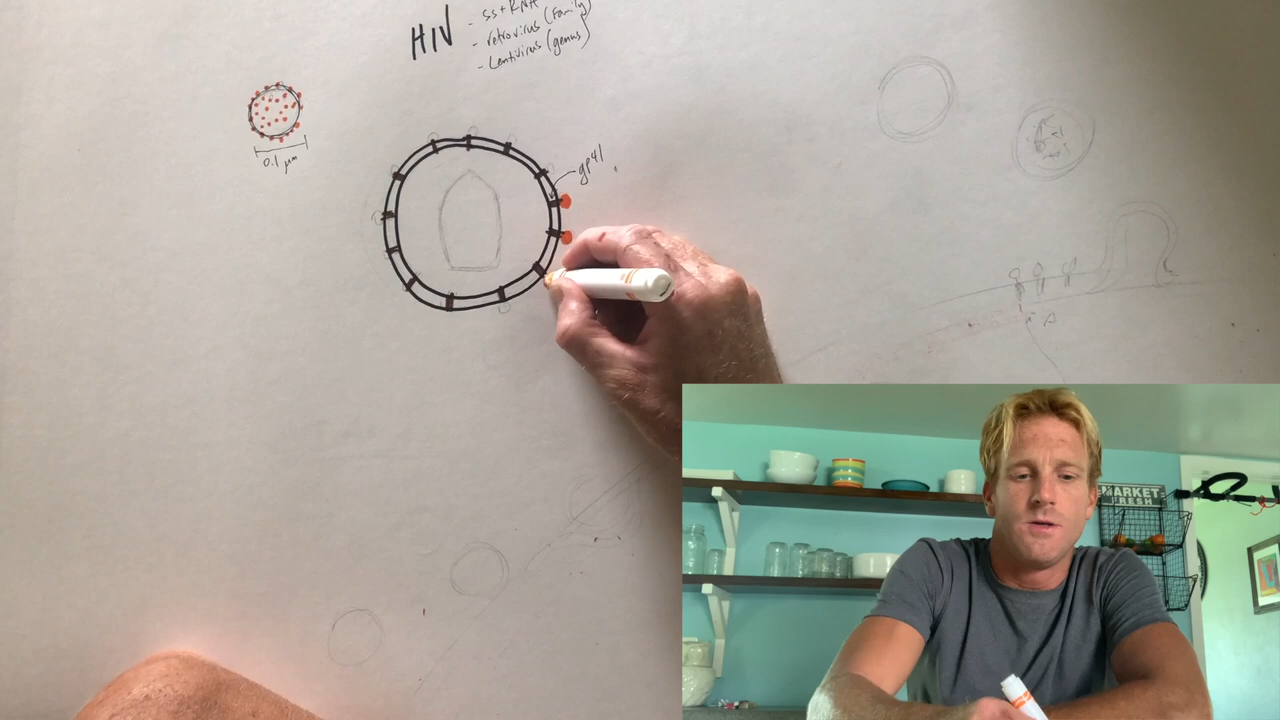 HIV
- ss+RNA
- retrovirus (family)
- Lentivirus (genus)
gp41
0.1 µm
MARKET
FRESH